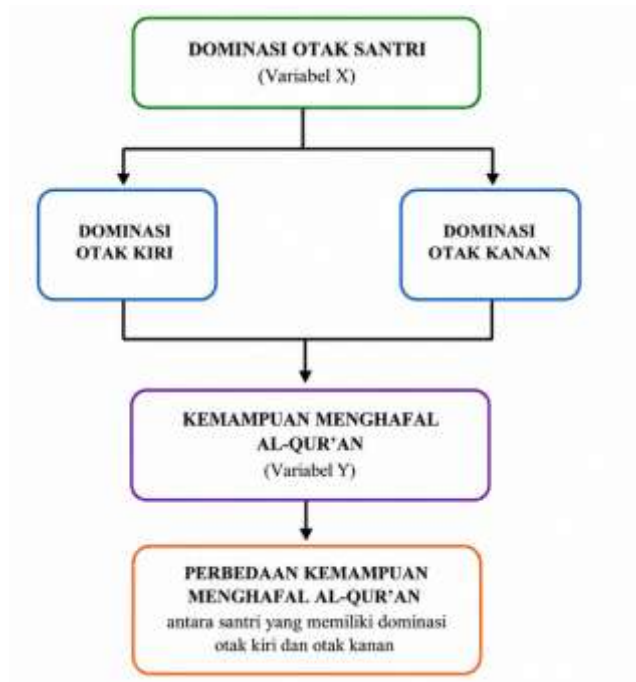 DOMINASI OTAK SANTRI
(Variabel X)
DOMINASI
OTAK KIRI
DOMINASI
OTAK KANAN
KEMAMPUAN MENGHAFAL
AL-QUR’AN
(Variabel Y)
PERBEDAAN KEMAMPUAN
MENGHAFAL AL-QUR’AN
antara santri yang memiliki dominasi
otak kiri dan otak kanan